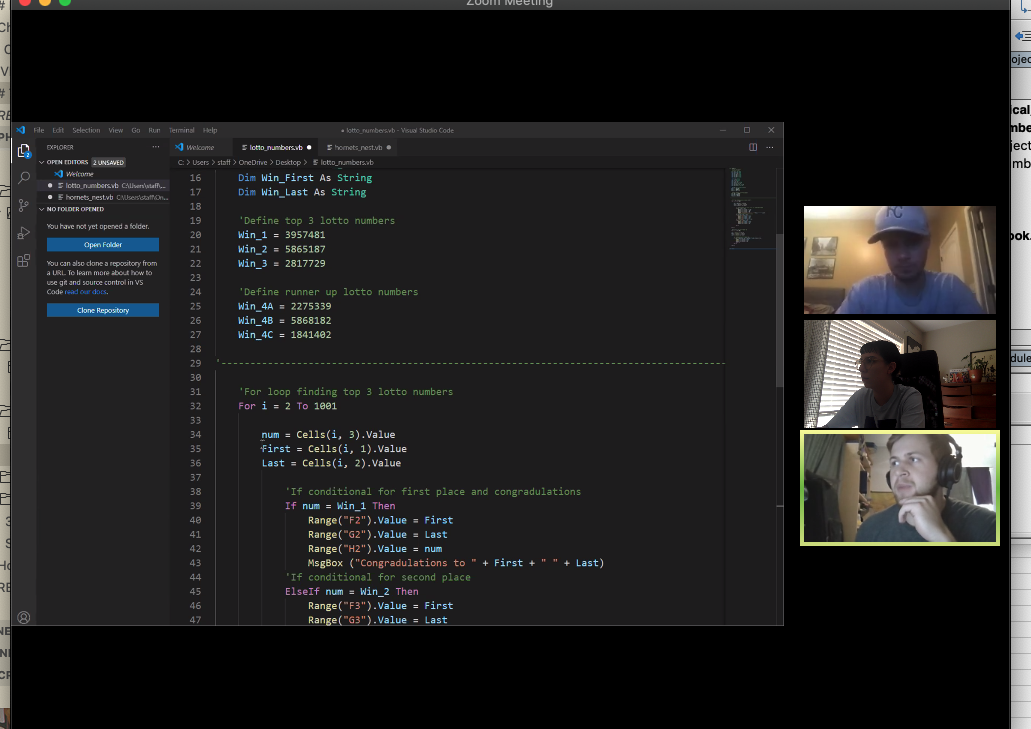 Zoom Meeting
File Edit Selection View Go Run Terminal Help
● lotto_numbers.vb - Visual Studio Code
EXPLORER
Welcome
lotto_numbers.vb ●
hornets_nest.vb ●
OPEN EDITORS 2 UNSAVED
C: > Users > staff > OneDrive > Desktop > lotto_numbers.vb
Welcome
● lotto_numbers.vb C:\Users\staff\...
● hornets_nest.vb C:\Users\staff\On...
NO FOLDER OPENED
You have not yet opened a folder.
Open Folder
You can also clone a repository from
a URL. To learn more about how to
use git and source control in VS
Code read our docs.
Clone Repository
16 Dim Win_First As String
17 Dim Win_Last As String
18
19 'Define top 3 lotto numbers
20 Win_1 = 3957481
21 Win_2 = 5865187
22 Win_3 = 2817729
23
24 'Define runner up lotto numbers
25 Win_4A = 2275339
26 Win_4B = 5868182
27 Win_4C = 1841402
28
29
30
31 'For loop finding top 3 lotto numbers
32 For i = 2 To 1001
33
34 num = Cells(i, 3).Value
35 First = Cells(i, 1).Value
36 Last = Cells(i, 2).Value
37
38 'If conditional for first place and congradulations
39 If num = Win_1 Then
40 Range("F2").Value = First
41 Range("G2").Value = Last
42 Range("H2").Value = num
43 MsgBox ("Congradulations to " + First + " " + Last)
44 'If conditional for second place
45 ElseIf num = Win_2 Then
46 Range("F3").Value = First
47 Range("G3").Value = Last